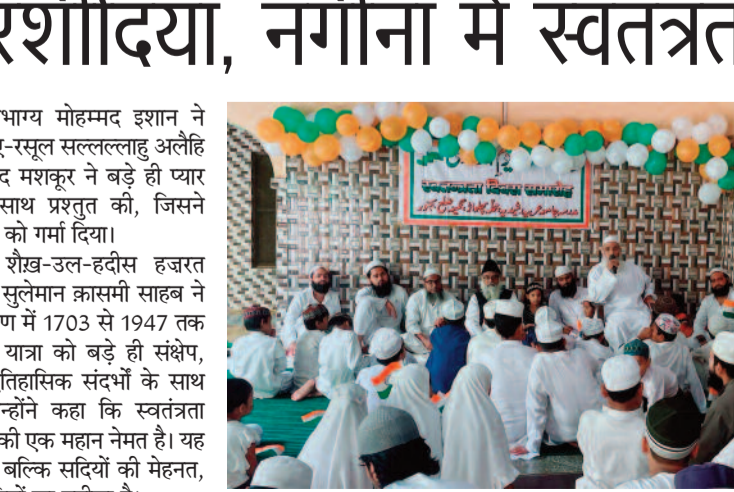 रशीदिया, नगीना में स्वतंत्रत
भाग्य मोहम्मद इशान ने
ए-रसूल सल्लल्लाहु अलैहि
द मशकूर ने बड़े ही प्यार
साथ प्रश्तुत की, जिसने
को गर्मा दिया।
शैख़-उल-हदीस हज़रत
सुलेमान क़ासमी साहब ने
ण में 1703 से 1947 तक
यात्रा को बड़े ही संक्षेप,
तिहासिक संदर्भों के साथ
न्होंने कहा कि स्वतंत्रता
की एक महान नेमत है। यह
बल्कि सदियों की मेहनत,
स्वतन्त्रता दिवस समारोह